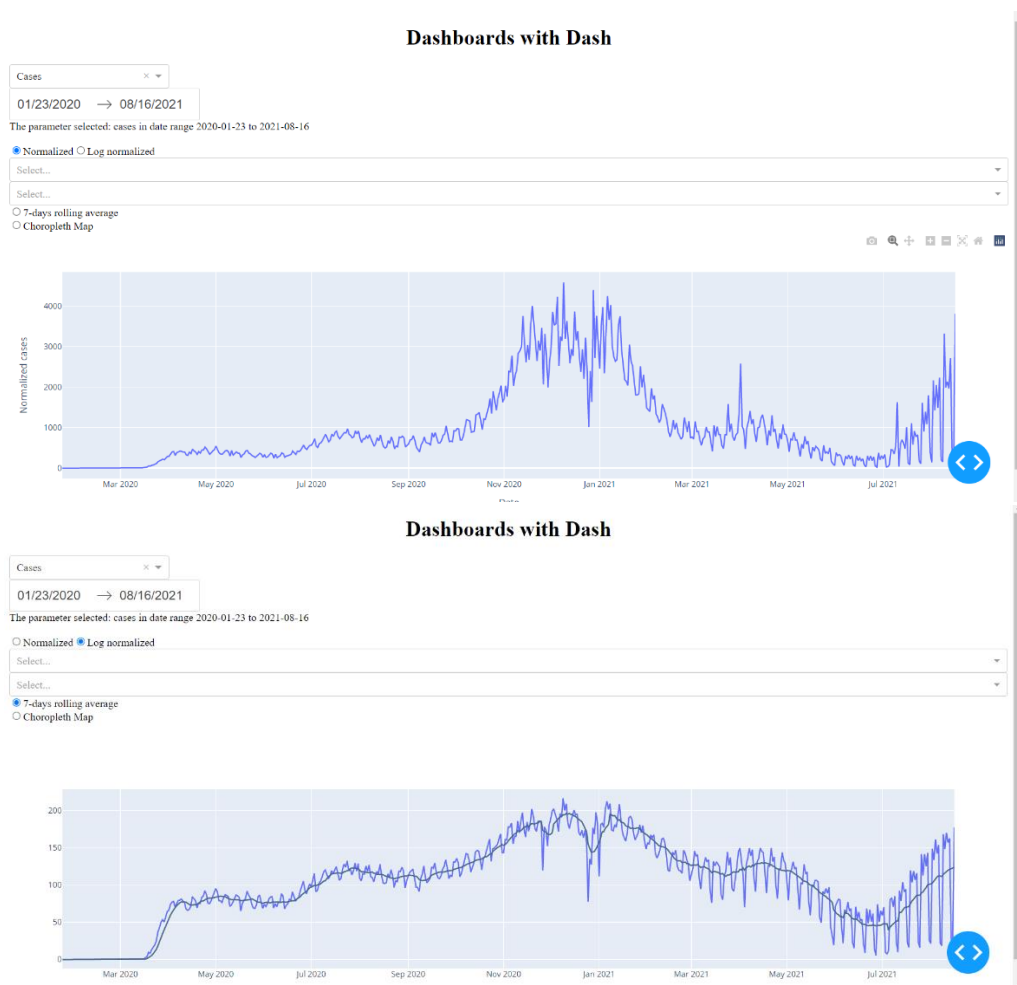 Dashboards with Dash
Cases
01/23/2020 → 08/16/2021
The parameter selected: cases in date range 2020-01-23 to 2021-08-16
Normalized Log normalized
Select...
Select...
7-days rolling average
Choropleth Map
4000
3000
2000
1000
0
Normalized cases
Mar 2020 May 2020 Jul 2020 Sep 2020 Nov 2020 Jan 2021 Mar 2021 May 2021 Jul 2021
Date
Dashboards with Dash
Cases
01/23/2020 → 08/16/2021
The parameter selected: cases in date range 2020-01-23 to 2021-08-16
Normalized Log normalized
Select...
Select...
7-days rolling average
Choropleth Map
200
150
100
50
0
Mar 2020 May 2020 Jul 2020 Sep 2020 Nov 2020 Jan 2021 Mar 2021 May 2021 Jul 2021